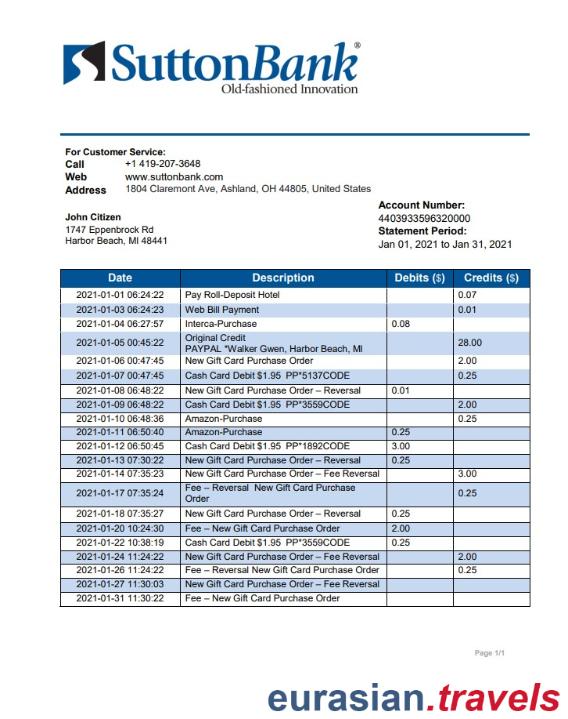 SuttonBank®
Old-fashioned Innovation
For Customer Service:
Call +1 419-207-3648
Web www.suttonbank.com
Address 1804 Claremont Ave, Ashland, OH 44805, United States
Account Number:
4403933596320000
Statement Period:
Jan 01, 2021 to Jan 31, 2021
John Citizen
1747 Eppenbrock Rd
Harbor Beach, MI 48441
Date Description Debits ($) Credits ($)
2021-01-01 06:24:22 Pay Roll-Deposit Hotel 0.07
2021-01-03 06:24:23 Web Bill Payment 0.01
2021-01-04 06:27:57 Interca-Purchase 0.08
2021-01-05 00:45:22 Original Credit 28.00
PAYPAL *Walker Gwen, Harbor Beach, MI
2021-01-06 00:47:45 New Gift Card Purchase Order 2.00
2021-01-07 00:47:45 Cash Card Debit $1.95 PP*5137CODE 0.25
2021-01-08 06:48:22 New Gift Card Purchase Order – Reversal 0.01
2021-01-09 06:48:22 Cash Card Debit $1.95 PP*3559CODE 2.00
2021-01-10 06:48:36 Amazon-Purchase 0.25
2021-01-11 06:50:40 Amazon-Purchase 0.25
2021-01-12 06:50:45 Cash Card Debit $1.95 PP*1892CODE 3.00
2021-01-13 07:30:22 New Gift Card Purchase Order – Reversal 0.25
2021-01-14 07:35:23 New Gift Card Purchase Order – Fee Reversal 3.00
2021-01-17 07:35:24 Fee – Reversal New Gift Card Purchase 0.25
Order
2021-01-18 07:35:27 New Gift Card Purchase Order – Reversal 0.25
2021-01-20 10:24:30 Fee – New Gift Card Purchase Order 2.00
2021-01-22 10:38:19 Cash Card Debit $1.95 PP*3559CODE 0.25
2021-01-24 11:24:22 New Gift Card Purchase Order – Fee Reversal 2.00
2021-01-26 11:24:22 Fee – Reversal New Gift Card Purchase Order 0.25
2021-01-27 11:30:03 New Gift Card Purchase Order – Fee Reversal
2021-01-31 11:30:22 Fee – New Gift Card Purchase Order
Page 1/1
eurasian.travels